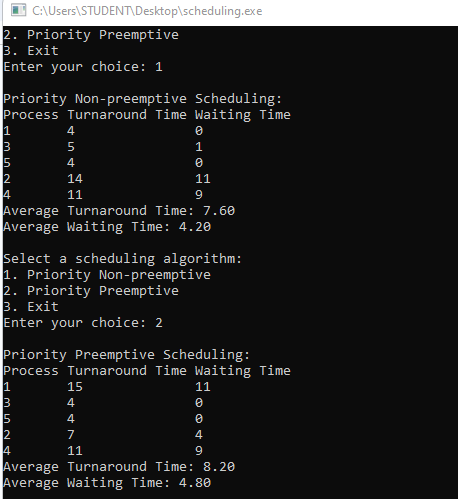 C:\Users\STUDENT\Desktop\scheduling.exe
2. Priority Preemptive
3. Exit
Enter your choice: 1
Priority Non-preemptive Scheduling:
Process Turnaround Time Waiting Time
1 4 0
3 5 1
5 4 0
2 14 11
4 11 9
Average Turnaround Time: 7.60
Average Waiting Time: 4.20
Select a scheduling algorithm:
1. Priority Non-preemptive
2. Priority Preemptive
3. Exit
Enter your choice: 2
Priority Preemptive Scheduling:
Process Turnaround Time Waiting Time
1 15 11
3 4 0
5 4 0
2 7 4
4 11 9
Average Turnaround Time: 8.20
Average Waiting Time: 4.80